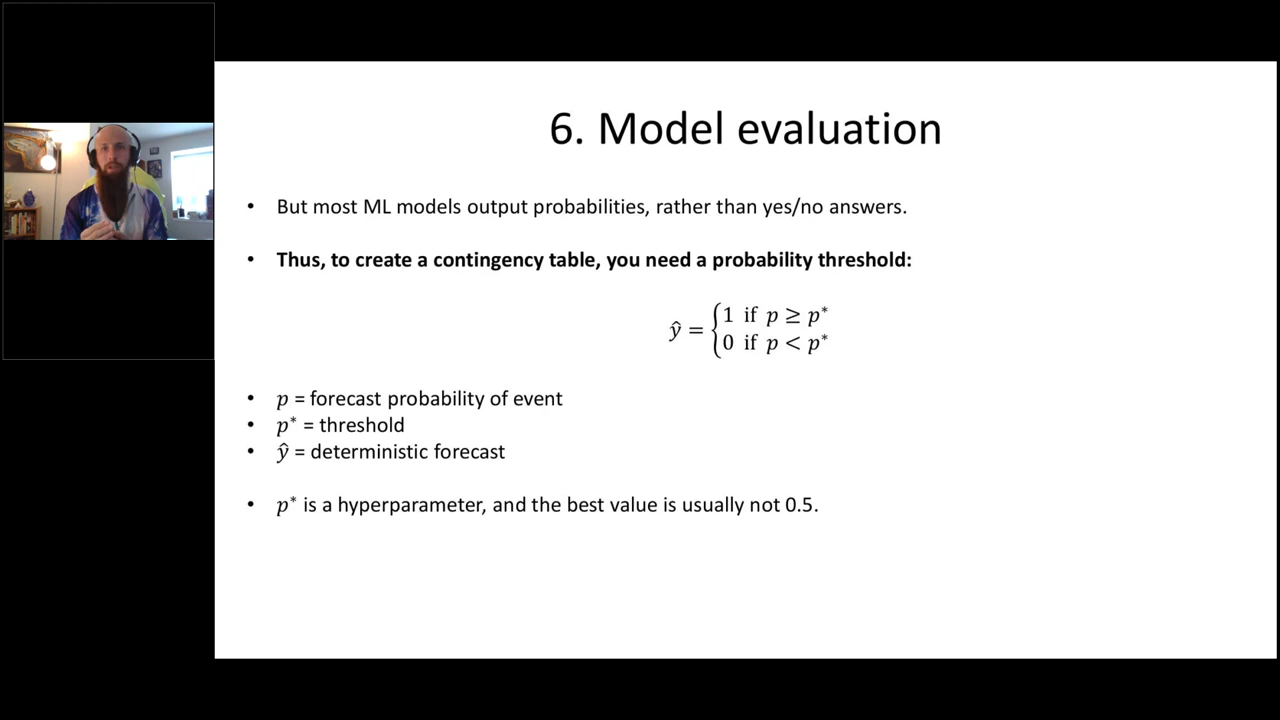 6. Model evaluation
• But most ML models output probabilities, rather than yes/no answers.
• Thus, to create a contingency table, you need a probability threshold:
ŷ = {1 if p ≥ p*
0 if p < p*
• p = forecast probability of event
• p* = threshold
• ŷ = deterministic forecast
• p* is a hyperparameter, and the best value is usually not 0.5.